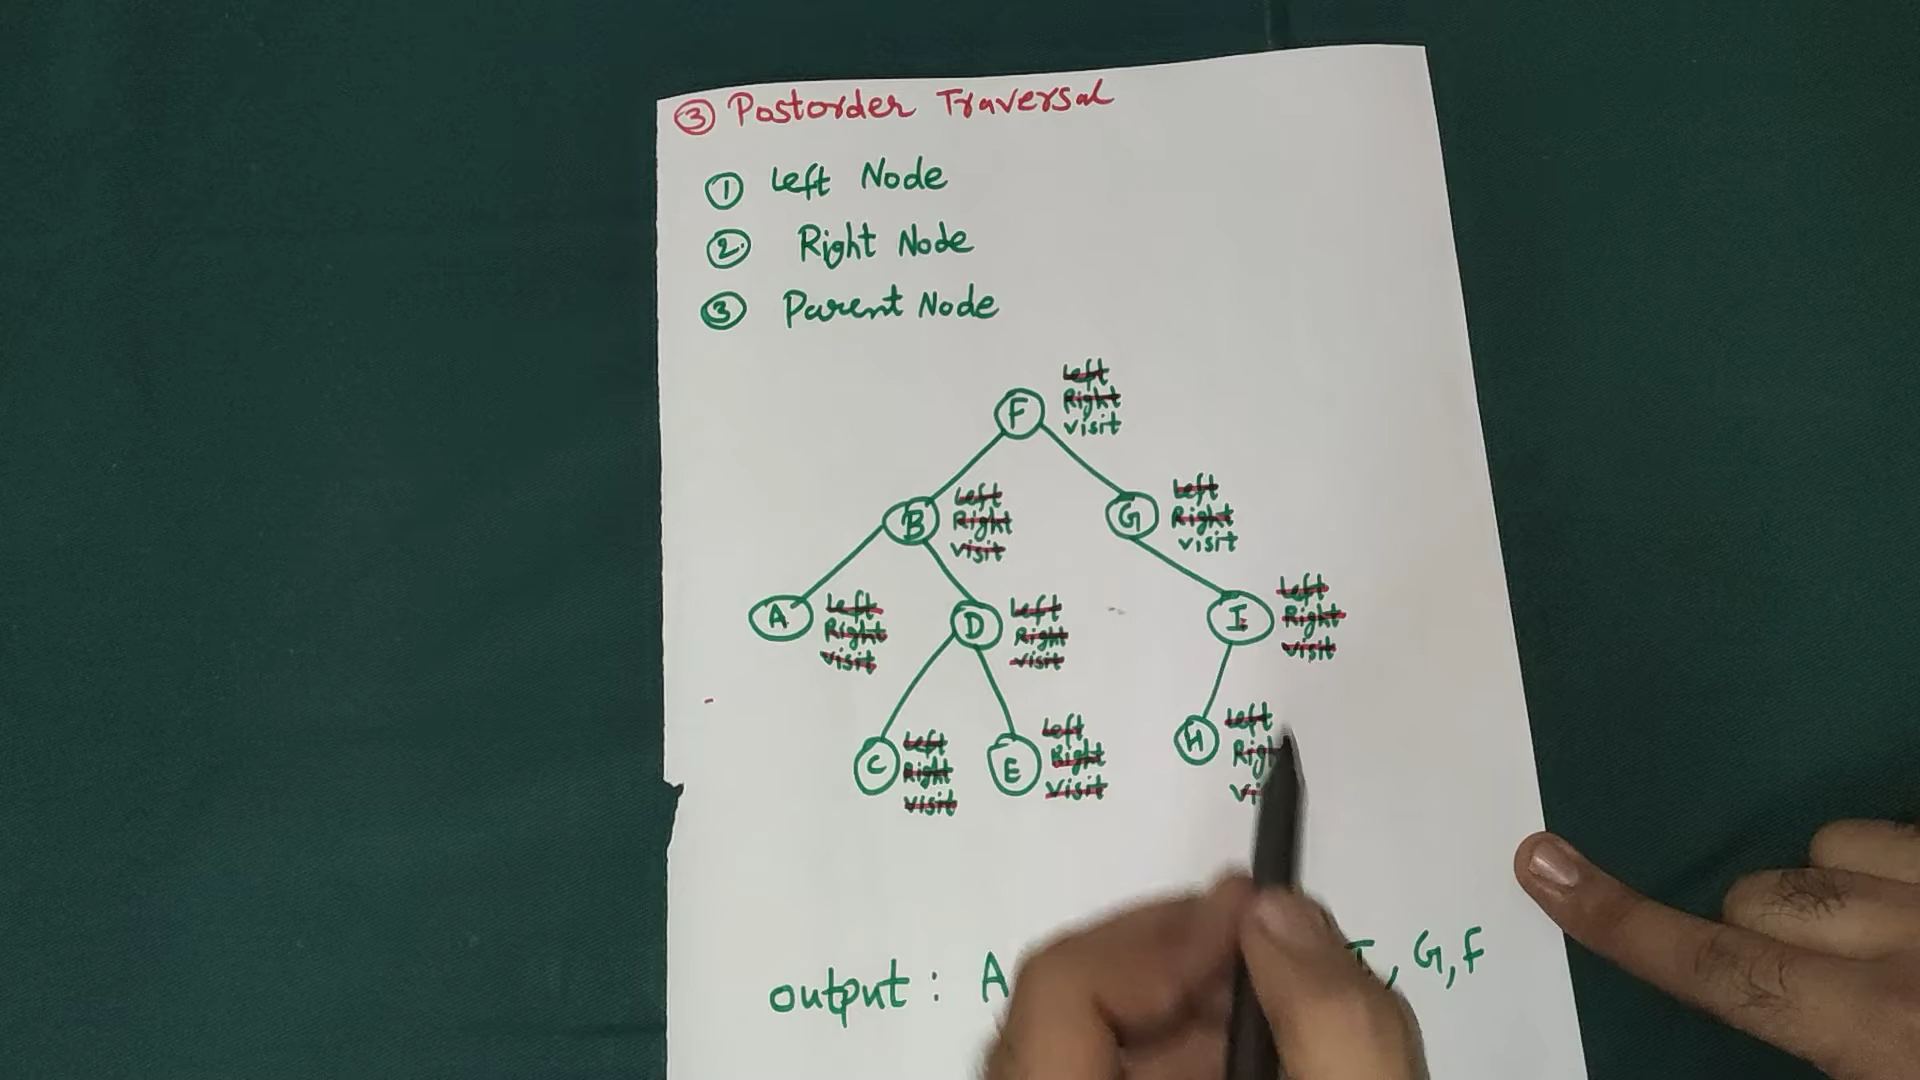 ③ Postorder Traversal
① Left Node
② Right Node
③ Parent Node
F
Left
Right
visit
B
Left
Right
visit
G
Left
Right
visit
A
Left
Right
visit
D
Left
Right
visit
I
Left
Right
visit
C
Left
Right
visit
E
Left
Right
visit
H
Left
output: A I, G, F